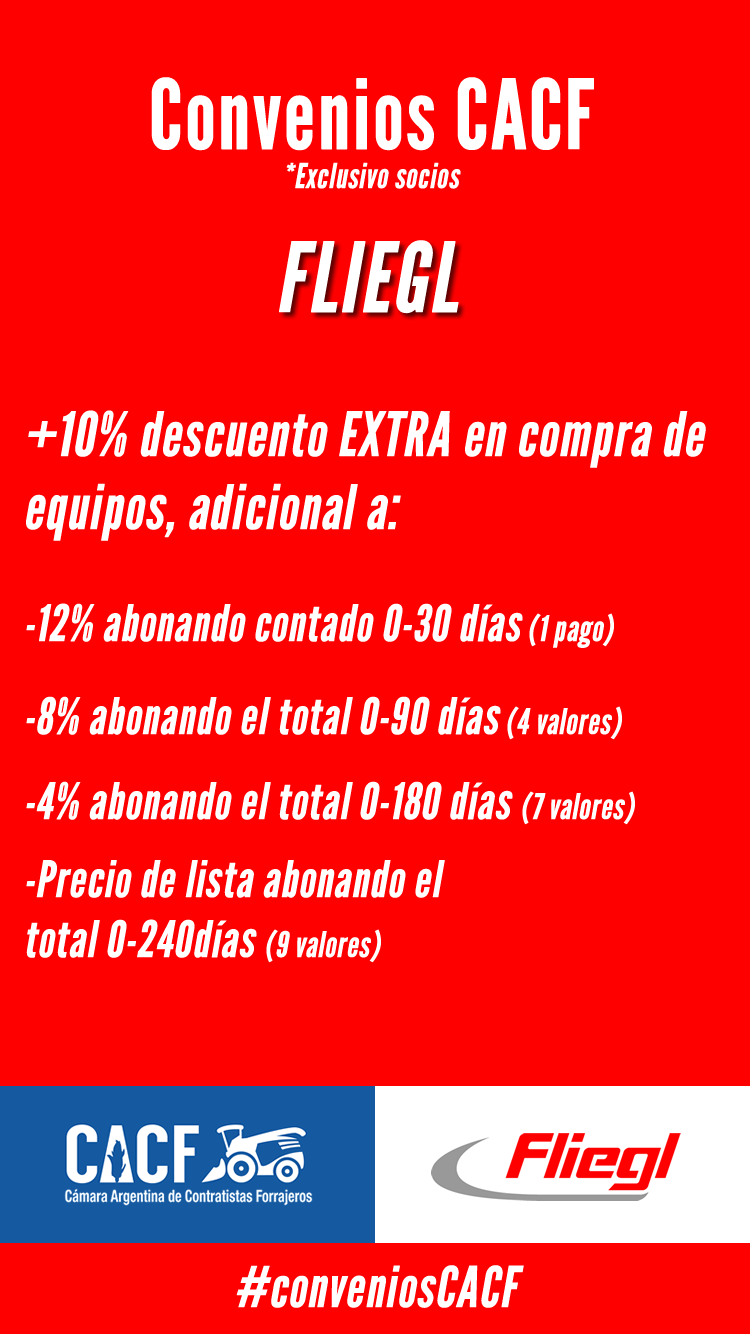 Convenios CACF
*Exclusivo socios
FLIEGL
+10% descuento EXTRA en compra de
equipos, adicional a:
-12% abonando contado 0-30 días (1 pago)
-8% abonando el total 0-90 días (4 valores)
-4% abonando el total 0-180 días (7 valores)
-Precio de lista abonando el
total 0-240días (9 valores)
CACF
Cámara Argentina de Contratistas Forrajeros
Fliegl
#conveniosCACF